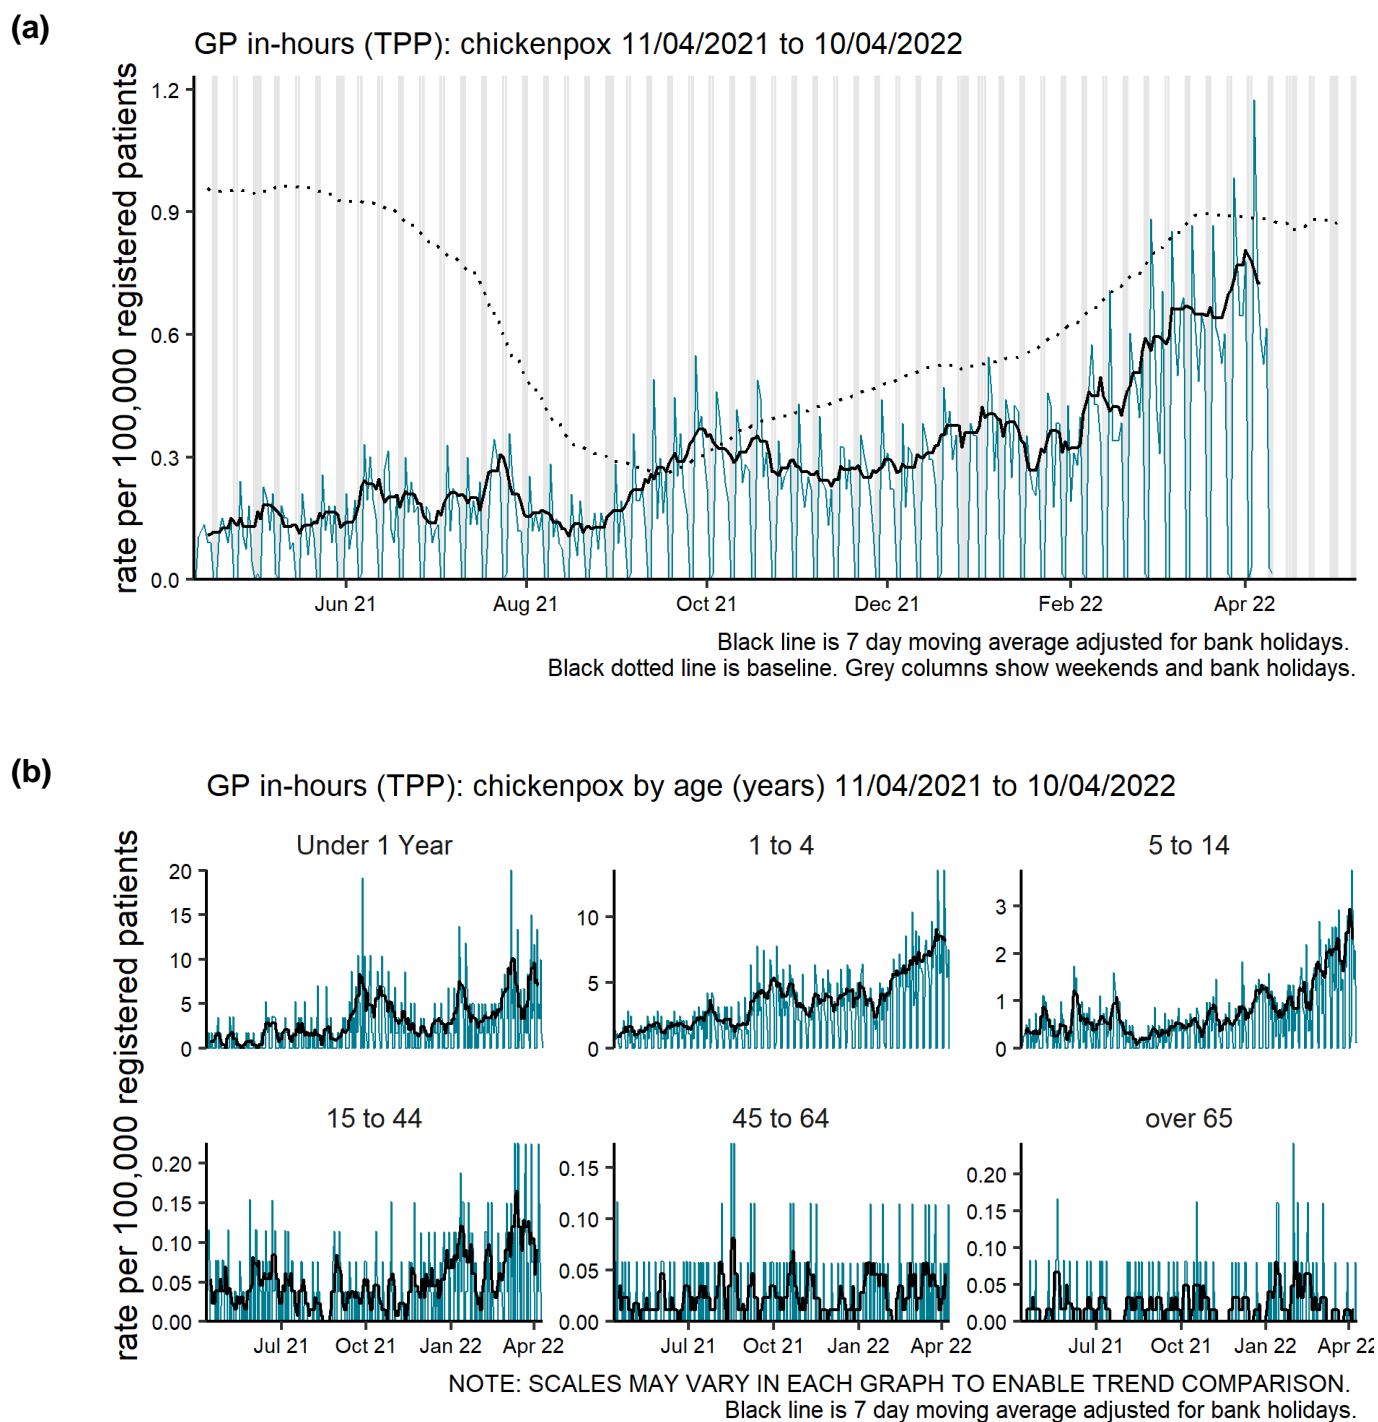 (a)
GP in-hours (TPP): chickenpox 11/04/2021 to 10/04/2022
rate per 100,000 registered patients
1.2
0.9
0.6
0.3
0.0
Jun 21 Aug 21 Oct 21 Dec 21 Feb 22 Apr 22
Black line is 7 day moving average adjusted for bank holidays.
Black dotted line is baseline. Grey columns show weekends and bank holidays.
(b)
GP in-hours (TPP): chickenpox by age (years) 11/04/2021 to 10/04/2022
rate per 100,000 registered patients
Under 1 Year
20
15
10
5
0
1 to 4
10
5
0
5 to 14
3
2
1
0
15 to 44
0.20
0.15
0.10
0.05
0.00
Jul 21 Oct 21 Jan 22 Apr 22
45 to 64
0.15
0.10
0.05
0.00
Jul 21 Oct 21 Jan 22 Apr 22
over 65
0.20
0.15
0.10
0.05
0.00
Jul 21 Oct 21 Jan 22 Apr 22
NOTE: SCALES MAY VARY IN EACH GRAPH TO ENABLE TREND COMPARISON.
Black line is 7 day moving average adjusted for bank holidays.